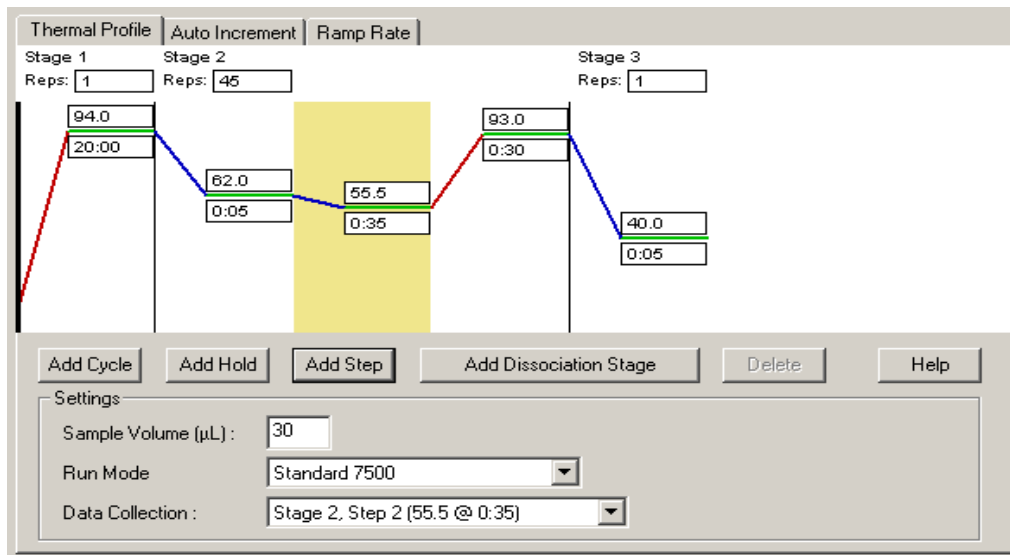 Thermal Profile Auto Increment Ramp Rate
Stage 1 Stage 2 Stage 3
Reps: 1 Reps: 45 Reps: 1
94.0 93.0
20:00 0:30
62.0 55.5
0:05 0:35
40.0
0:05
Add Cycle Add Hold Add Step Add Dissociation Stage Delete Help
Settings
Sample Volume (µL) : 30
Run Mode Standard 7500
Data Collection : Stage 2, Step 2 (55.5 @ 0:35)